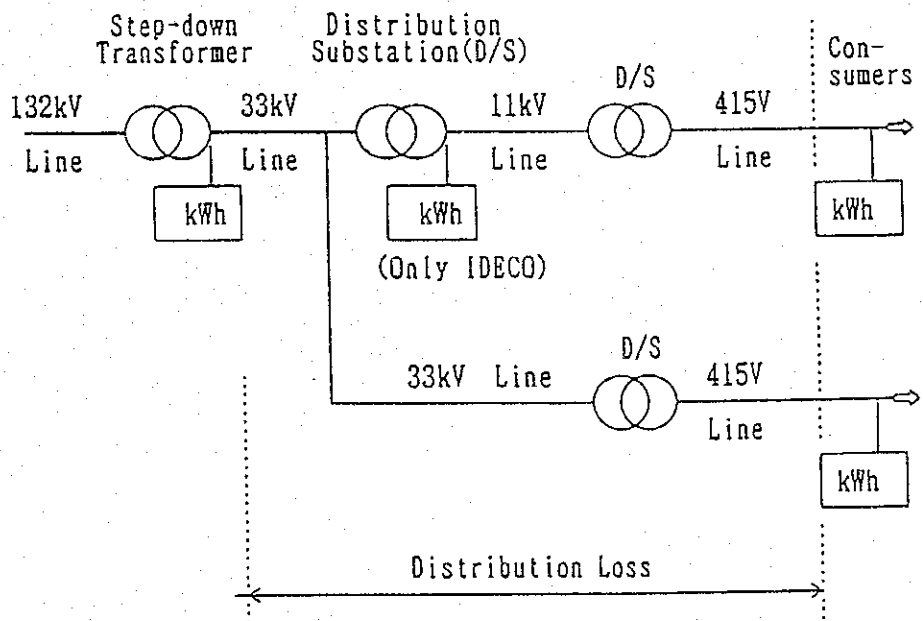 Step-down
Transformer
Distribution
Substation(D/S)
D/S
Con-
sumers
132kV
Line
33kV
Line
11kV
Line
415V
Line
kWh
kWh
(Only IDECO)
kWh
33kV Line
D/S
415V
Line
kWh
Distribution Loss